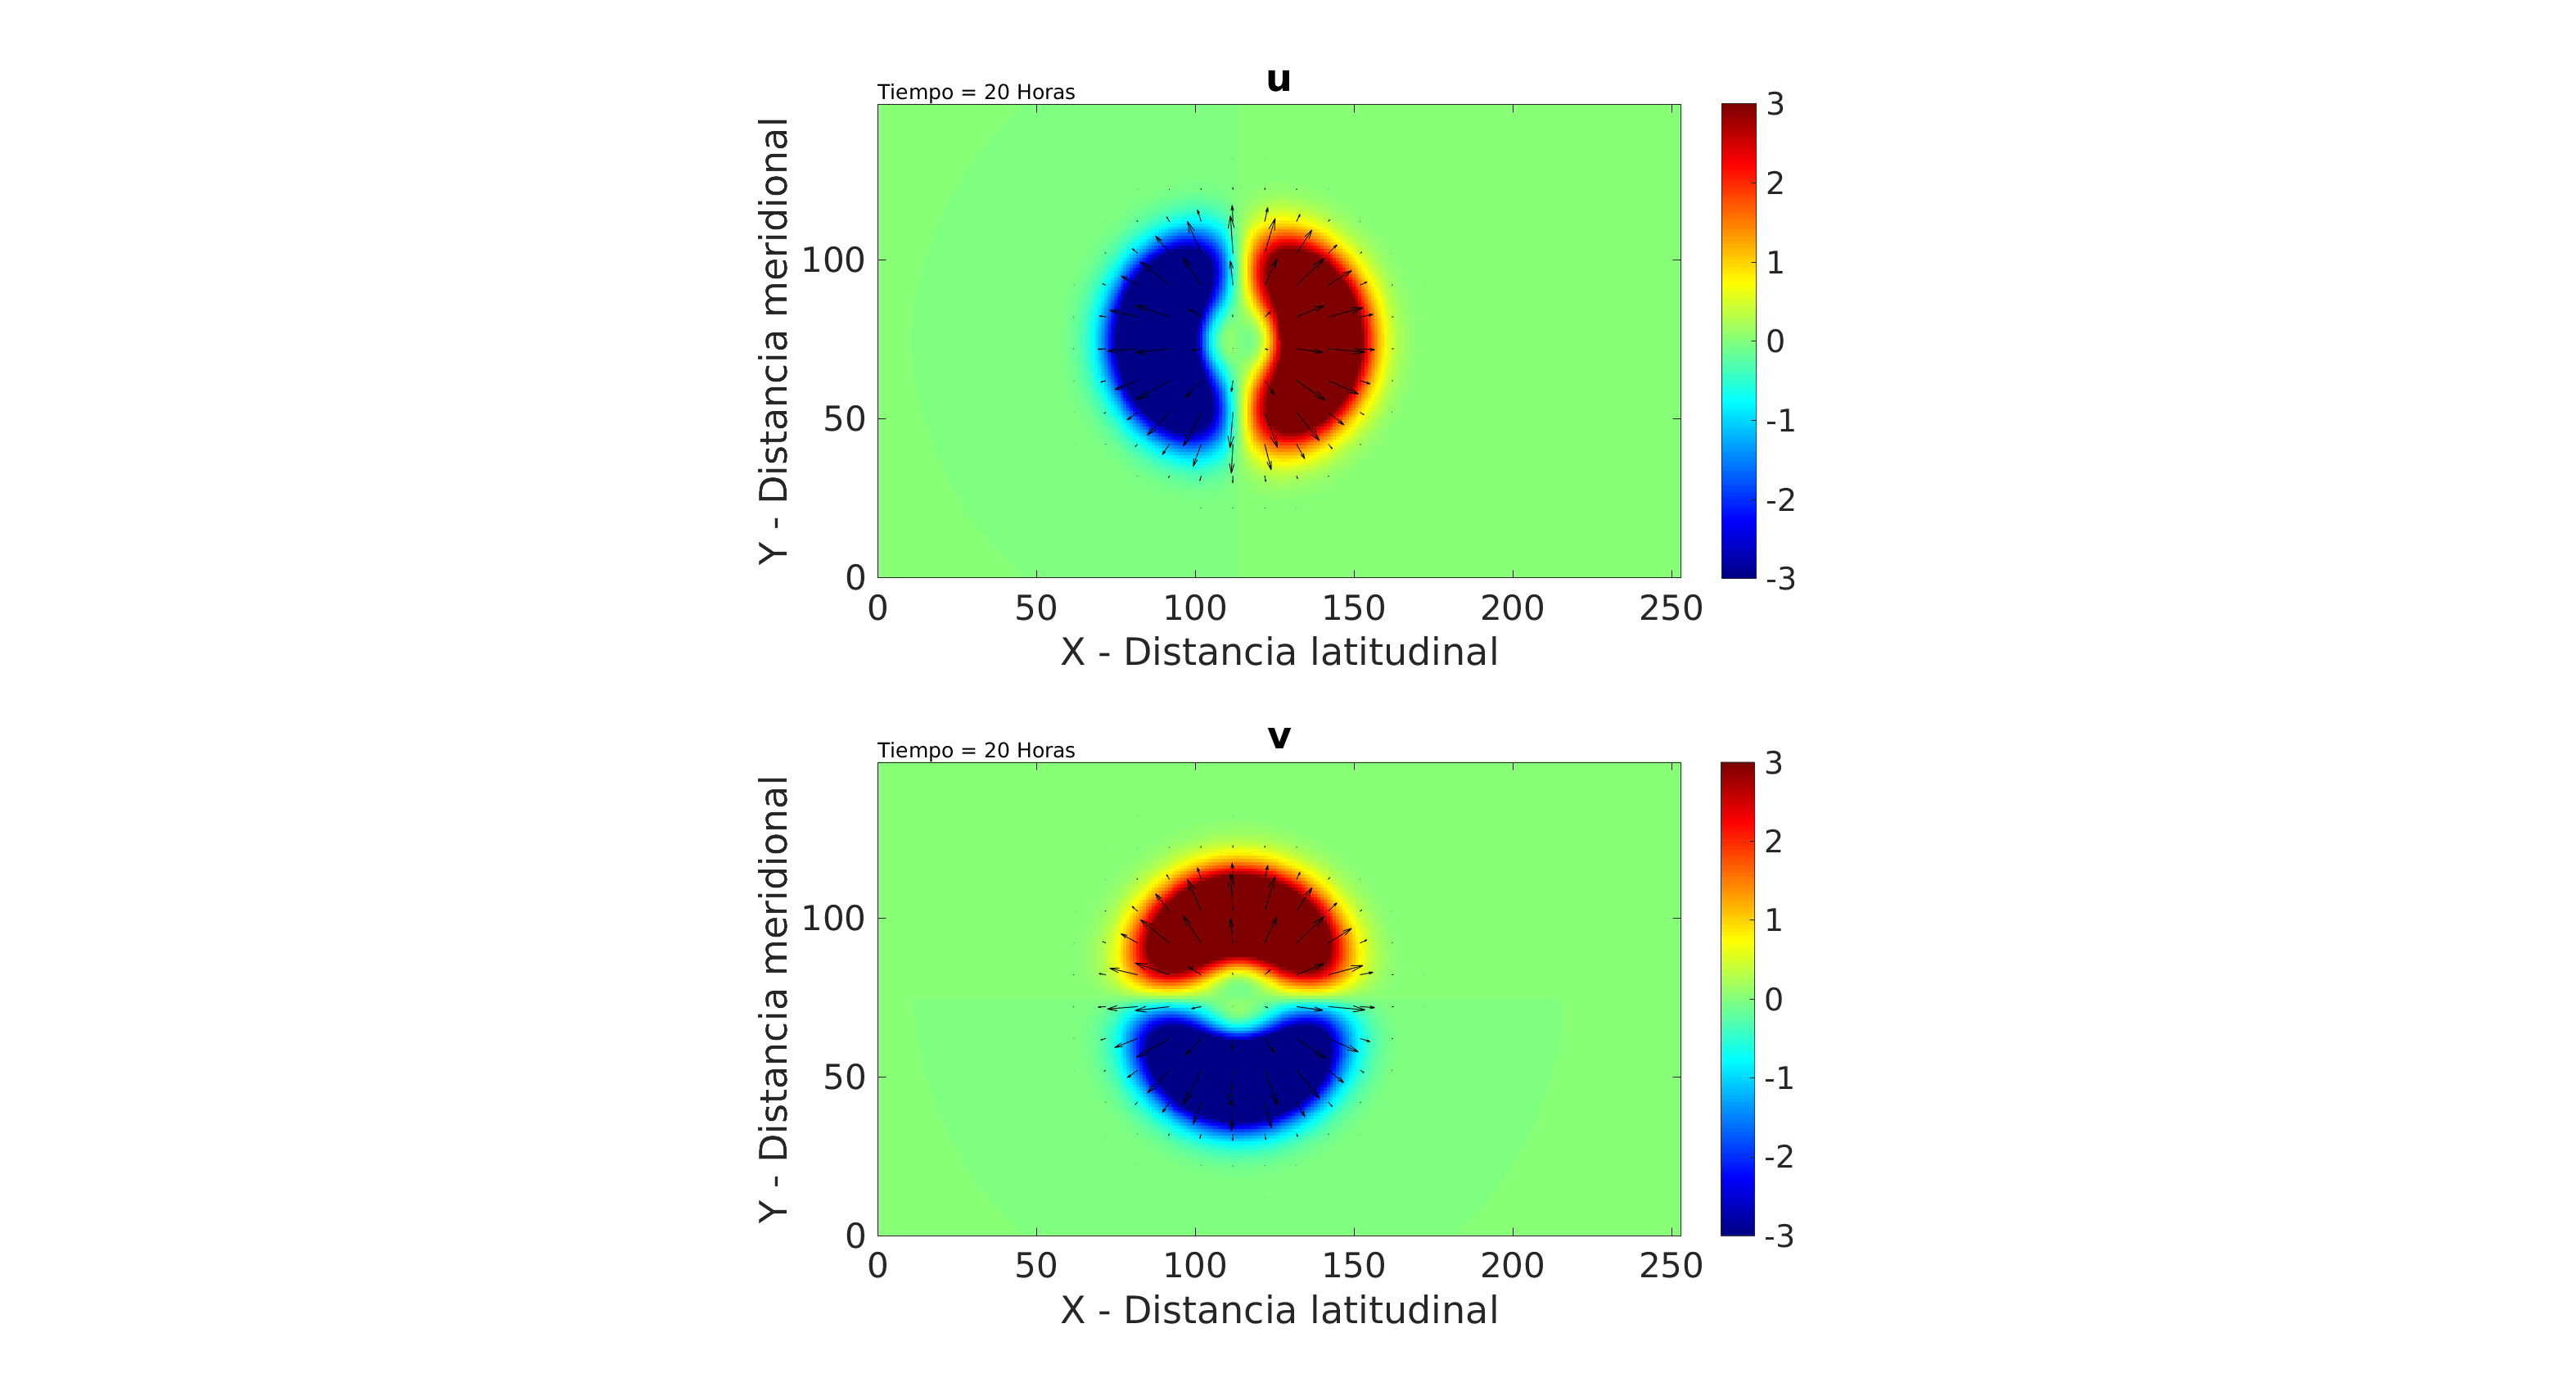 u
Tiempo = 20 Horas
Y - Distancia meridional
100
50
0
0 50 100 150 200 250
X - Distancia latitudinal
3
2
1
0
-1
-2
-3
v
Tiempo = 20 Horas
Y - Distancia meridional
100
50
0
0 50 100 150 200 250
X - Distancia latitudinal
3
2
1
0
-1
-2
-3